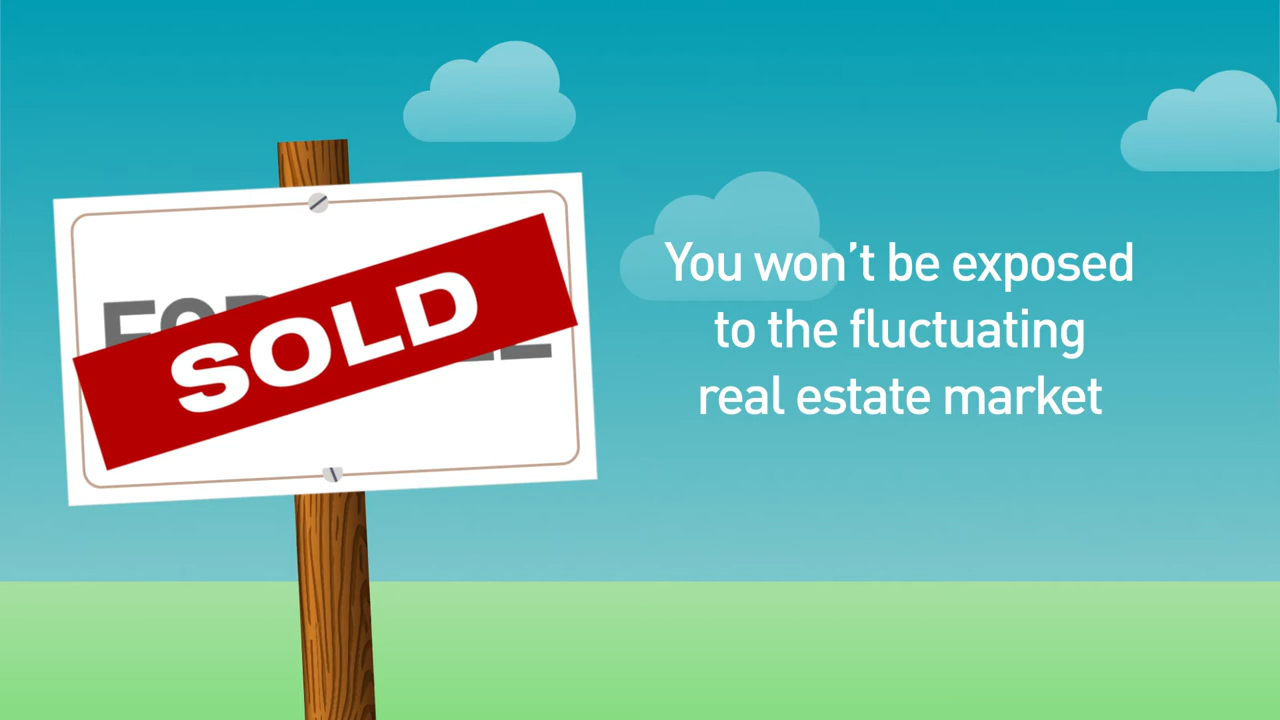 SOLD
You won't be exposed
to the fluctuating
real estate market